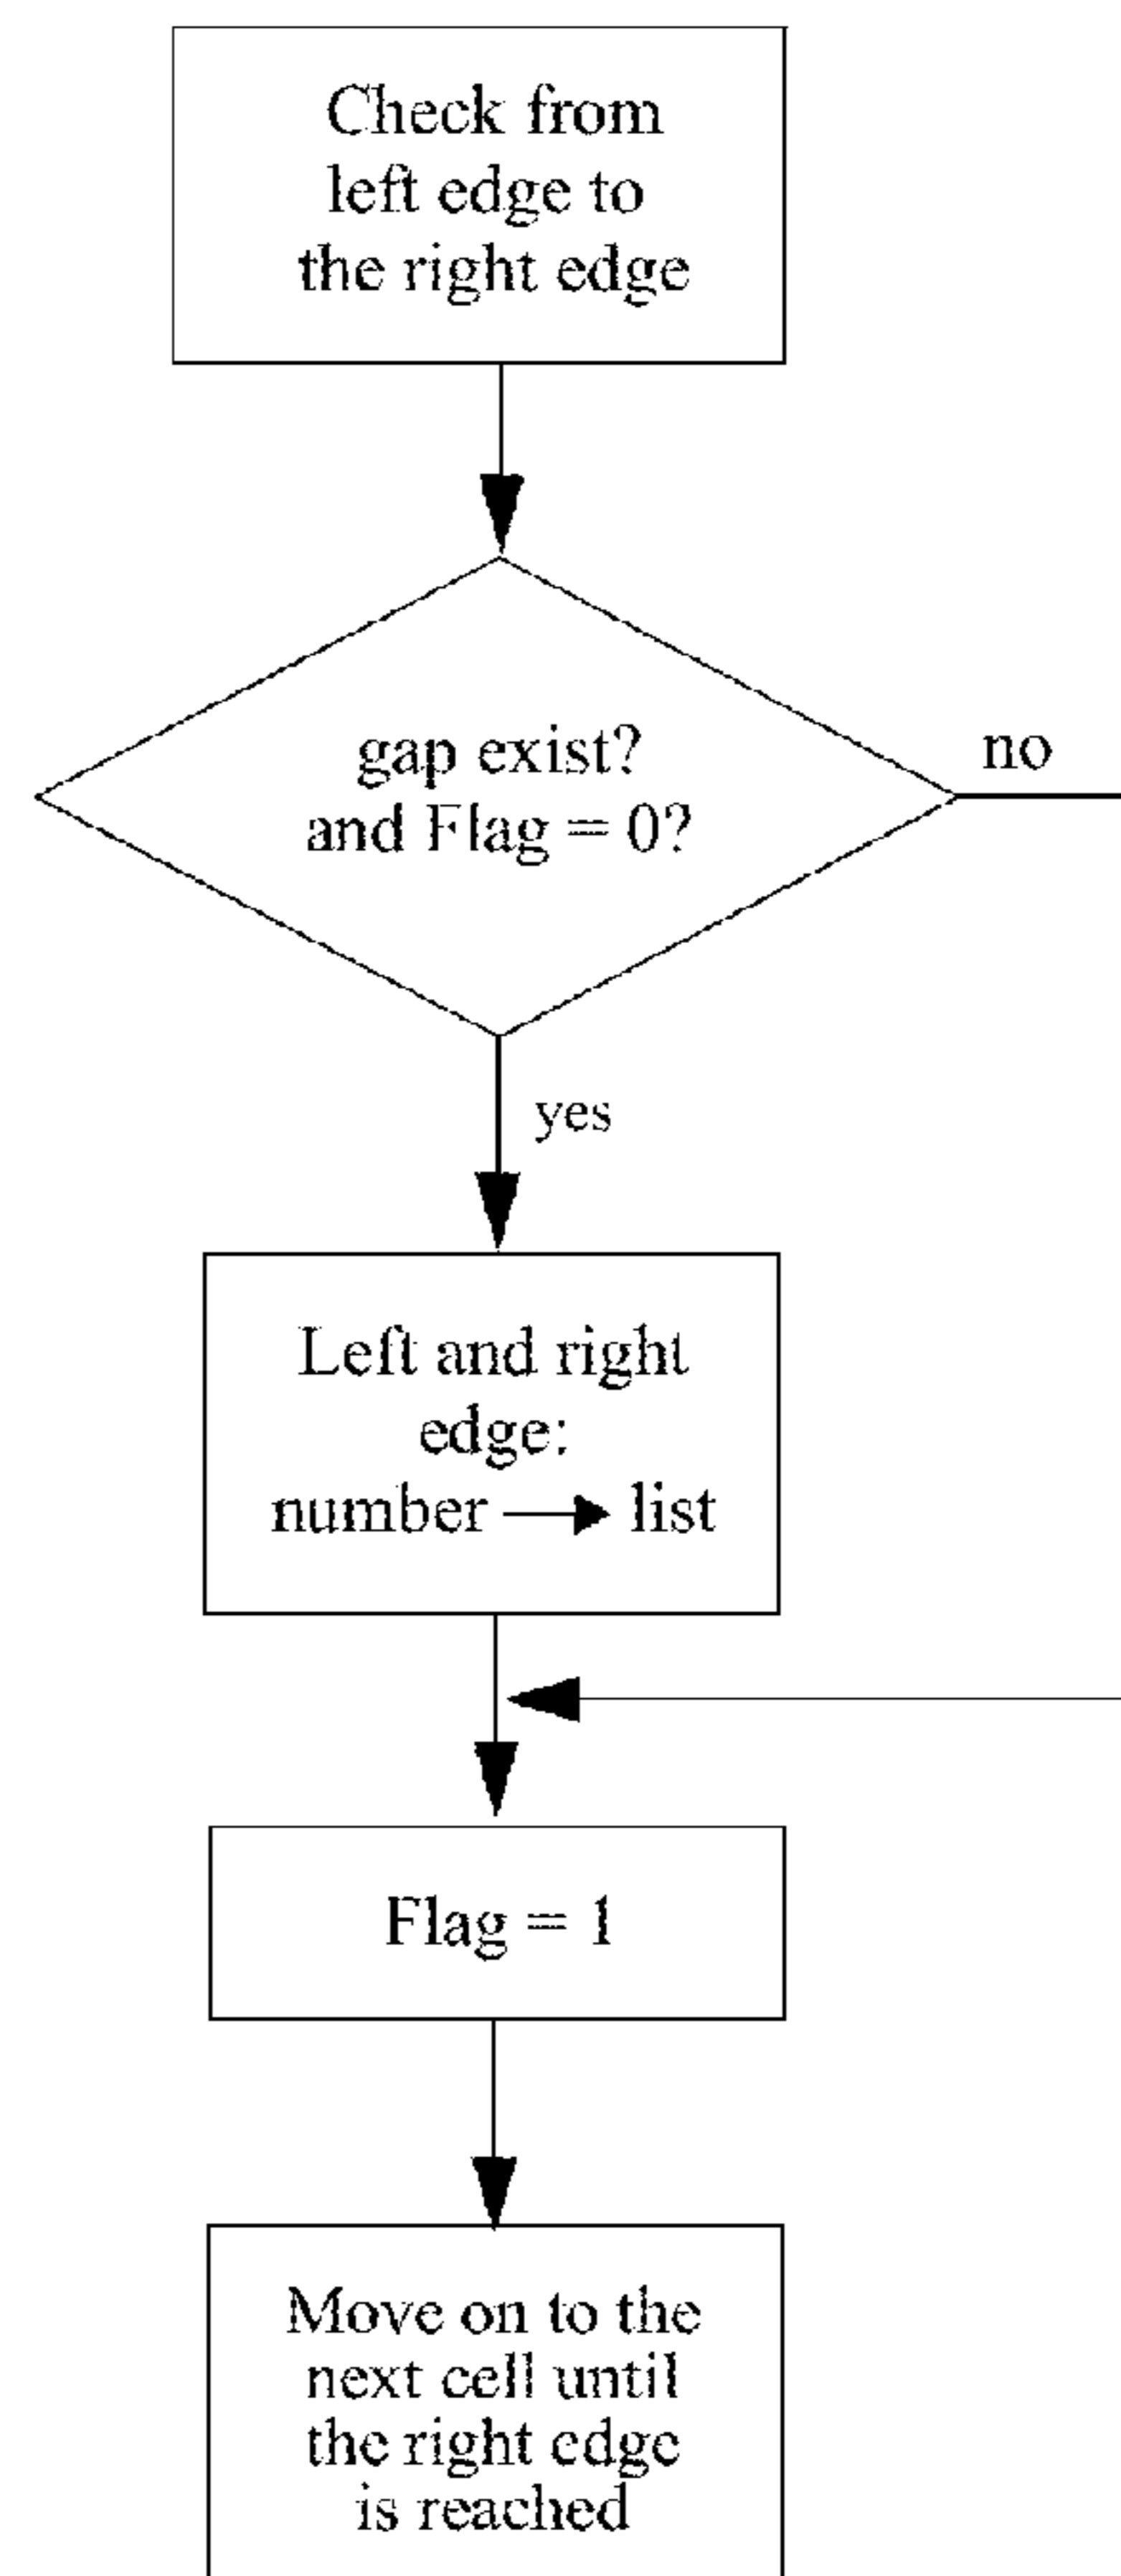 Check from
left edge to
the right edge
gap exist?
and Flag = 0?
no
yes
Left and right
edge:
number → list
Flag = 1
Move on to the
next cell until
the right edge
is reached